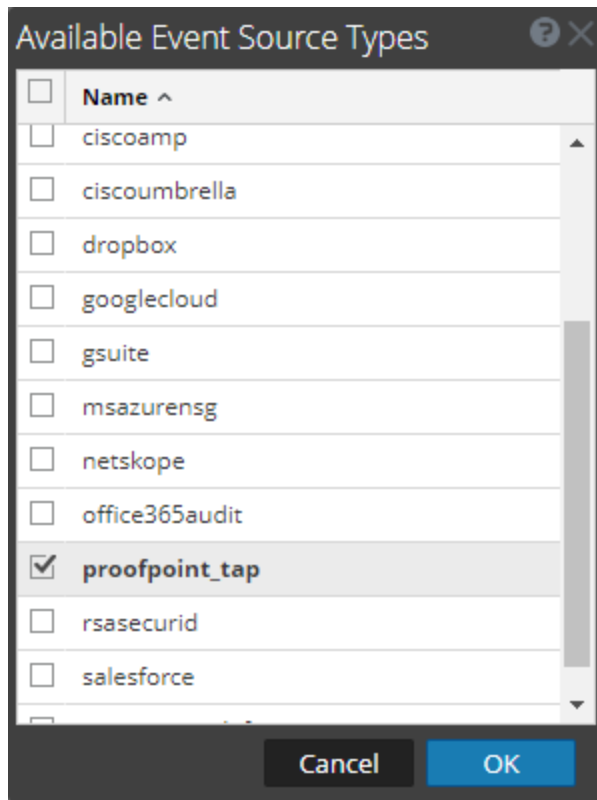 Available Event Source Types
Name
ciscoamp
ciscoumbrella
dropbox
googlecloud
gsuite
msazurensg
netskope
office365audit
proofpoint_tap
rsasecurid
salesforce
Cancel OK